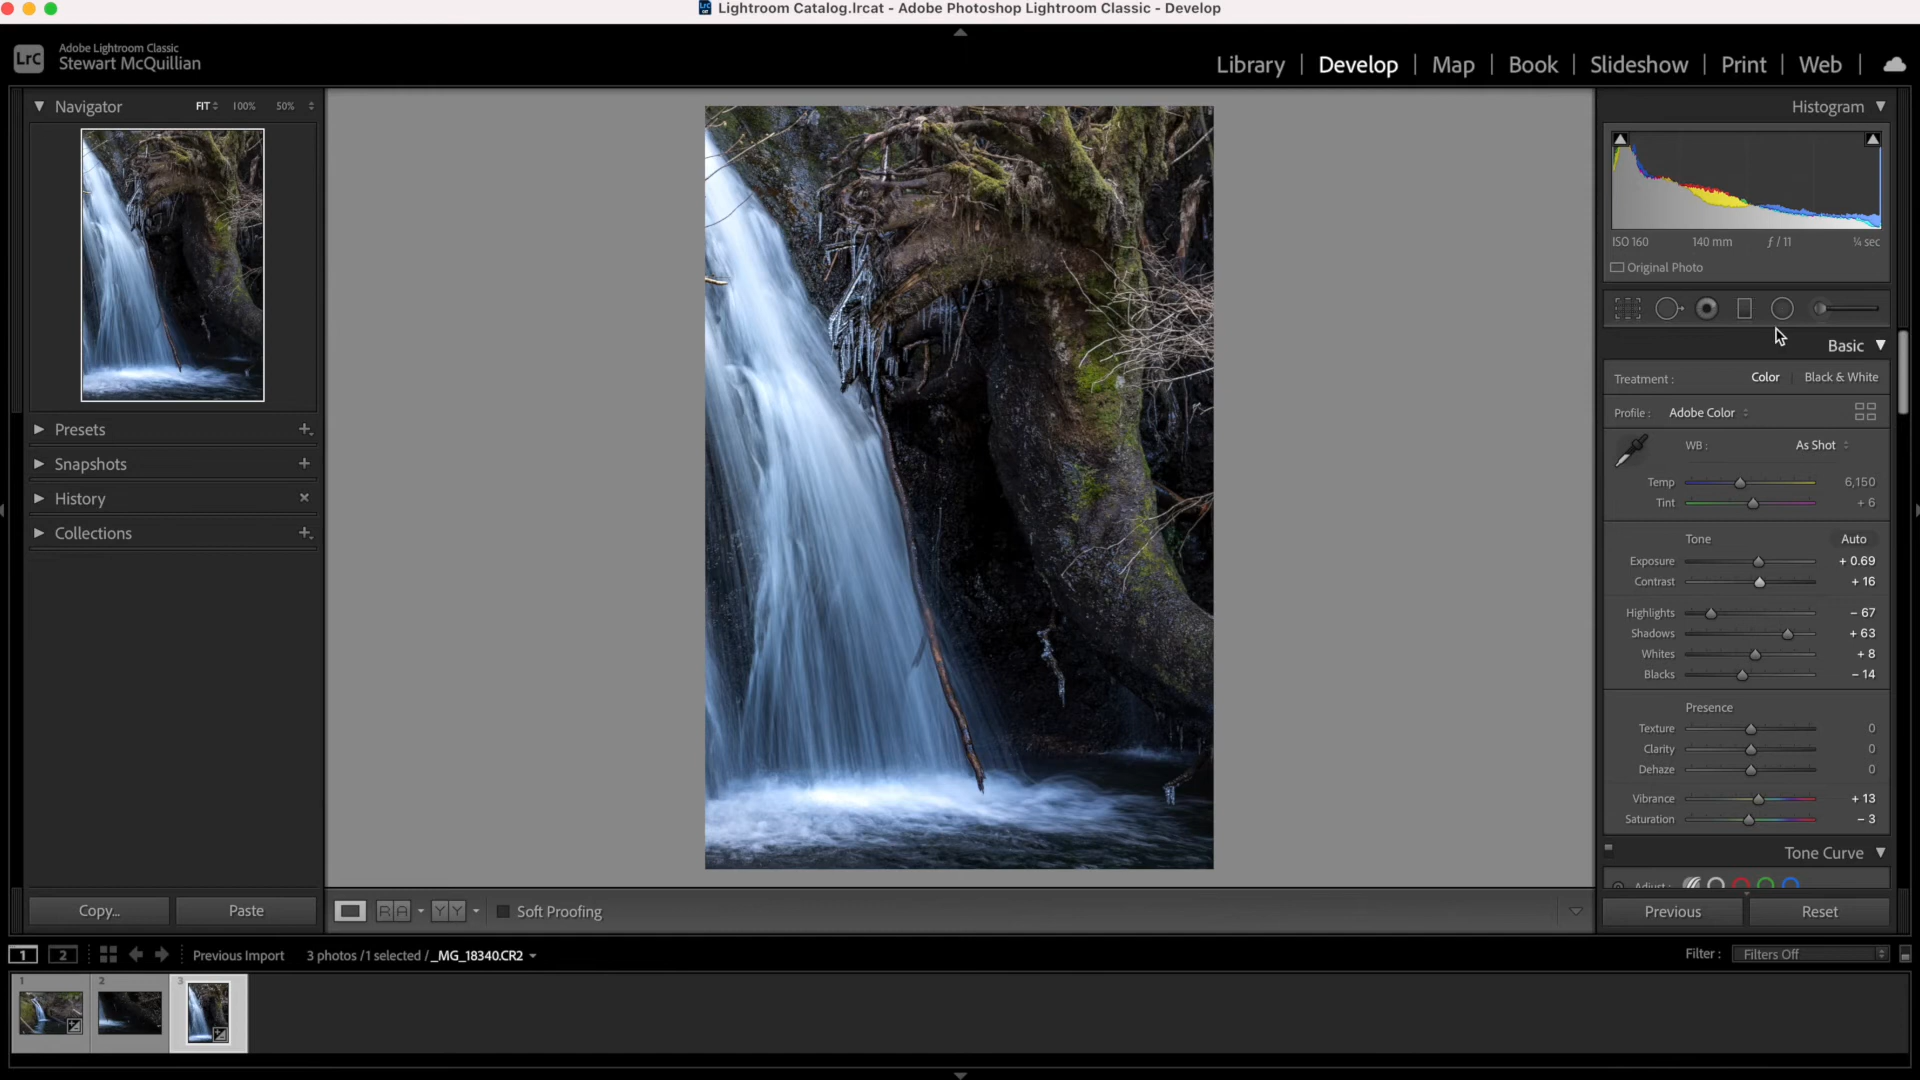 Lightroom Catalog.lrcat - Adobe Photoshop Lightroom Classic - Develop
LrC
Adobe Lightroom Classic
Stewart McQuillian
Library | Develop | Map | Book | Slideshow | Print | Web
Navigator FIT 100% 50%
Presets
Snapshots
History
Collections
Copy... Paste
Histogram
ISO 160 140 mm ƒ / 11 ¼ sec
Original Photo
Basic
Treatment : Color | Black & White
Profile : Adobe Color
WB : As Shot
Temp 6,150
Tint + 6
Tone Auto
Exposure + 0.69
Contrast + 16
Highlights – 67
Shadows + 63
Whites + 8
Blacks – 14
Presence
Texture 0
Clarity 0
Dehaze 0
Vibrance + 13
Saturation – 3
Tone Curve
Adjust :
Previous Reset
R A Y Y Soft Proofing
1 2 Previous Import 3 photos /1 selected /_MG_18340.CR2
Filter : Filters Off
1 2 3